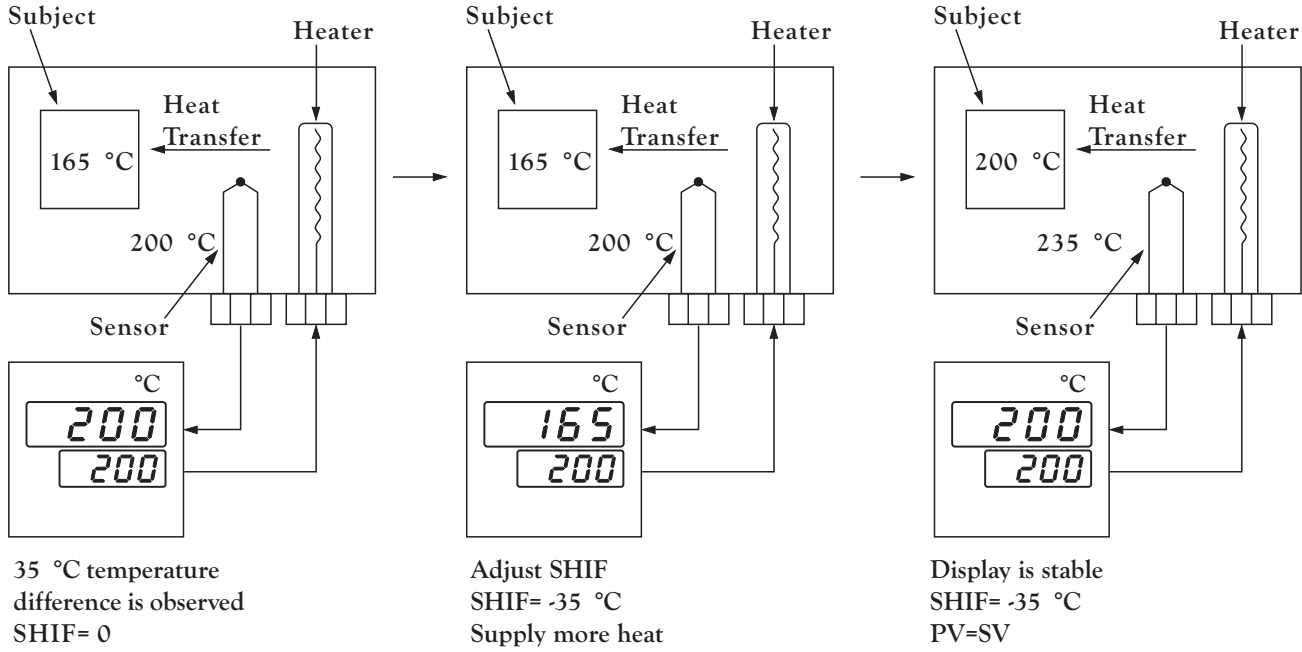 Subject
Heater
Heat
Transfer
165 °C
200 °C
Sensor
°C
200
200
35 °C temperature
difference is observed
SHIF= 0
Subject
Heater
Heat
Transfer
165 °C
200 °C
Sensor
°C
165
200
Adjust SHIF
SHIF= -35 °C
Supply more heat
Subject
Heater
Heat
Transfer
200 °C
235 °C
Sensor
°C
200
200
Display is stable
SHIF= -35 °C
PV=SV